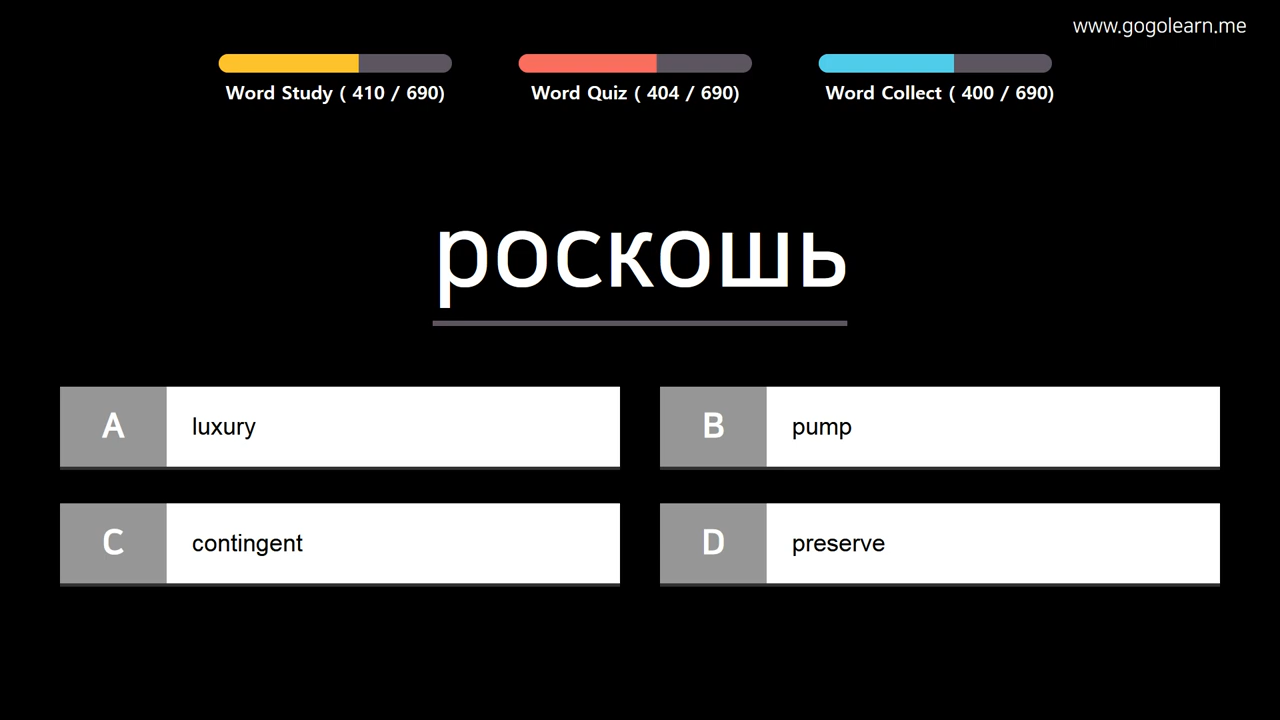 www.gogolearn.me
Word Study ( 410 / 690)
Word Quiz ( 404 / 690)
Word Collect ( 400 / 690)
роскошь
A luxury
B pump
C contingent
D preserve